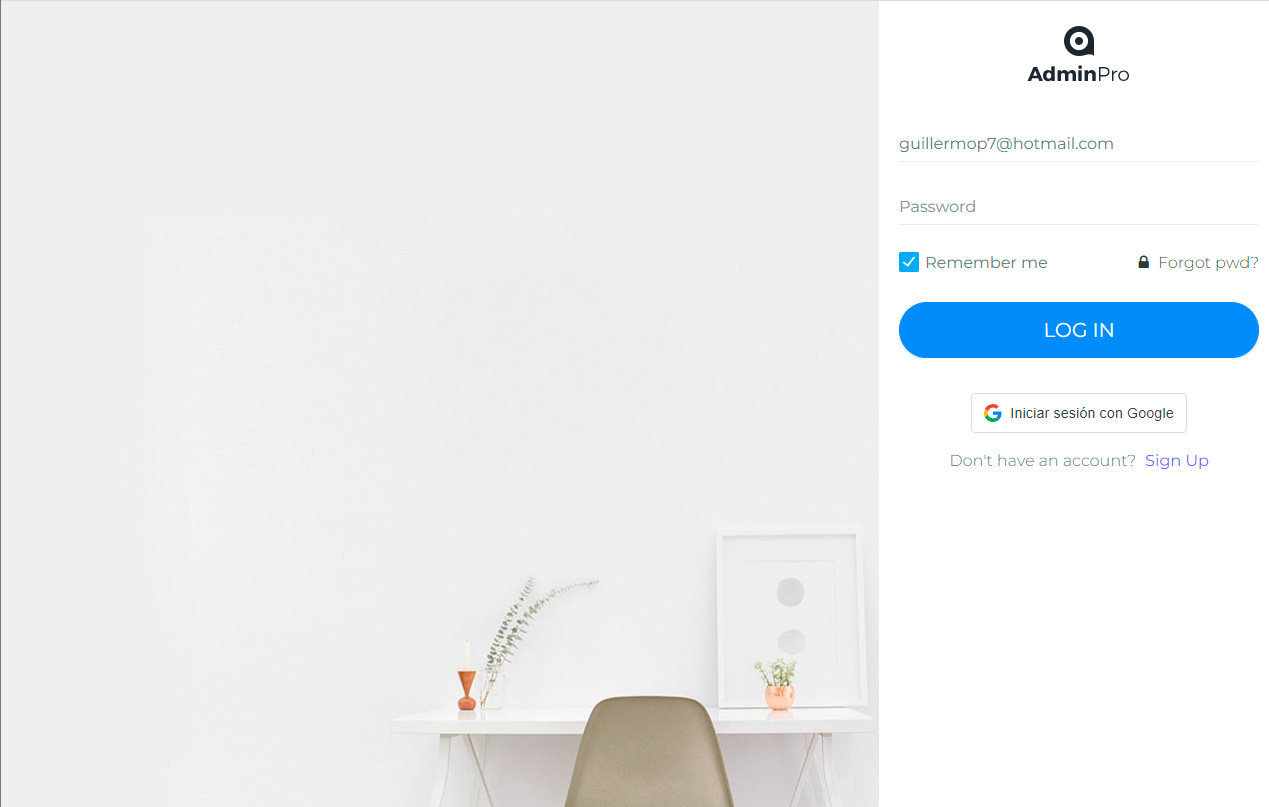 AdminPro
guillermop7@hotmail.com
Password
Remember me
Forgot pwd?
LOG IN
Iniciar sesión con Google
Don't have an account? Sign Up